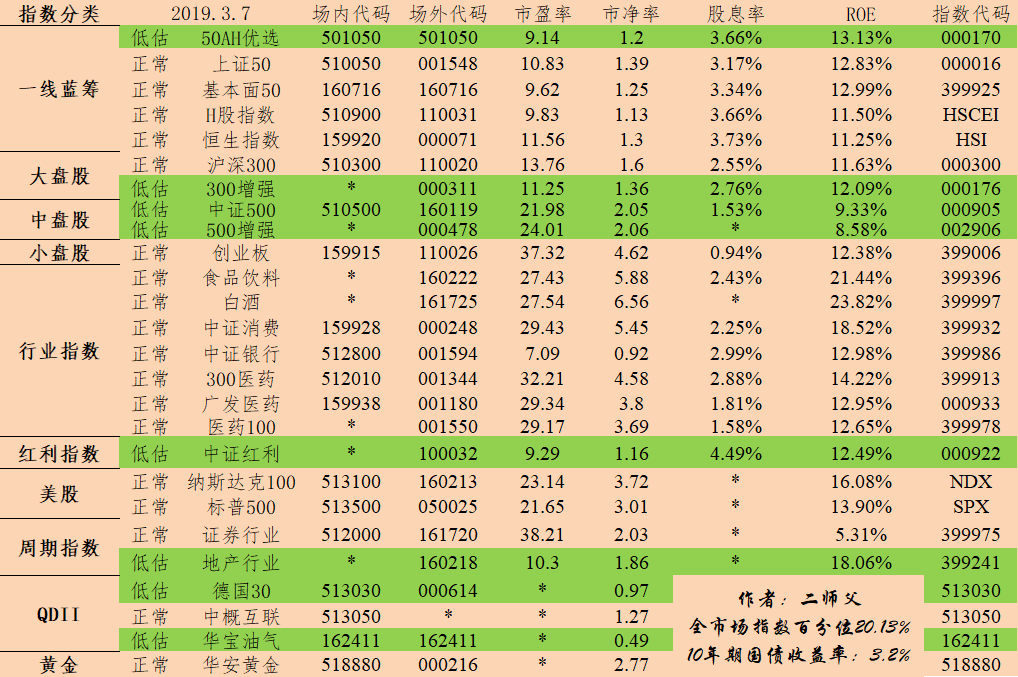 指数分类 2019.3.7 场内代码 场外代码 市盈率 市净率 股息率 ROE 指数代码
低估 50AH优选 501050 501050 9.14 1.2 3.66% 13.13% 000170
正常 上证50 510050 001548 10.83 1.39 3.17% 12.83% 000016
一线蓝筹 正常 基本面50 160716 160716 9.62 1.25 3.34% 12.99% 399925
正常 H股指数 510900 110031 9.83 1.13 3.66% 11.50% HSCEI
正常 恒生指数 159920 000071 11.56 1.3 3.73% 11.25% HSI
大盘股 正常 沪深300 510300 110020 13.76 1.6 2.55% 11.63% 000300
低估 300增强 * 000311 11.25 1.36 2.76% 12.09% 000176
中盘股 低估 中证500 510500 160119 21.98 2.05 1.53% 9.33% 000905
低估 500增强 * 000478 24.01 2.06 * 8.58% 002906
小盘股 正常 创业板 159915 110026 37.32 4.62 0.94% 12.38% 399006
正常 食品饮料 * 160222 27.43 5.88 2.43% 21.44% 399396
正常 白酒 * 161725 27.54 6.56 * 23.82% 399997
正常 中证消费 159928 000248 29.43 5.45 2.25% 18.52% 399932
行业指数 正常 中证银行 512800 001594 7.09 0.92 2.99% 12.98% 399986
正常 300医药 512010 001344 32.21 4.58 2.88% 14.22% 399913
正常 广发医药 159938 001180 29.34 3.8 1.81% 12.95% 000933
正常 医药100 * 001550 29.17 3.69 1.58% 12.65% 399978
红利指数 低估 中证红利 * 100032 9.29 1.16 4.49% 12.49% 000922
美股 正常 纳斯达克100 513100 160213 23.14 3.72 * 16.08% NDX
正常 标普500 513500 050025 21.65 3.01 * 13.90% SPX
周期指数 正常 证券行业 512000 161720 38.21 2.03 * 5.31% 399975
低估 地产行业 * 160218 10.3 1.86 * 18.06% 399241
低估 德国30 513030 000614 * 0.97 513030
QDII 正常 中概互联 513050 * * 1.27 513050
低估 华宝油气 162411 162411 * 0.49 162411
黄金 正常 华安黄金 518880 000216 * 2.77 518880
作者：二师父
全市场指数百分位20.13%
10年期国债收益率：3.2%